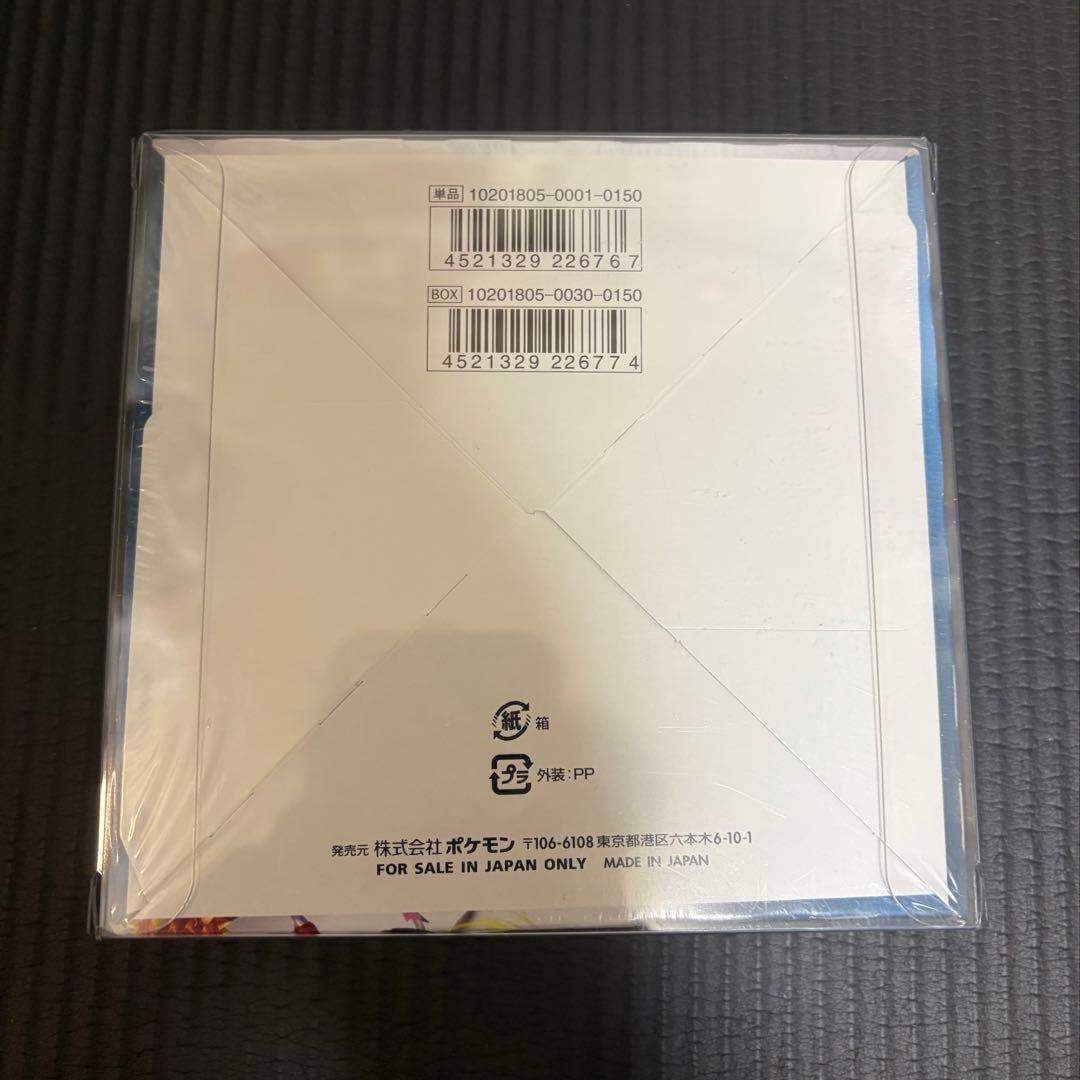 単品 10201805-0001-0150
4521329 226767
BOX 10201805-0030-0150
4521329 226774
紙 箱
プラ 外装:PP
発売元 株式会社 ポケモン 〒106-6108 東京都港区六本木6-10-1
FOR SALE IN JAPAN ONLY MADE IN JAPAN